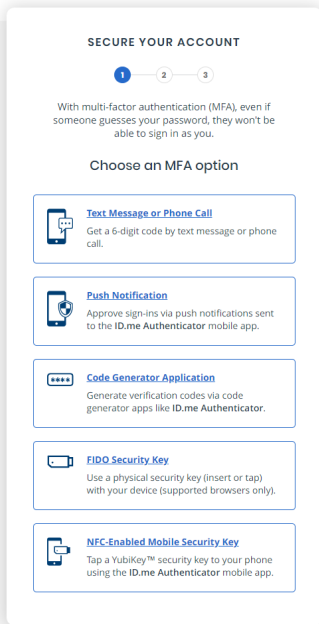 SECURE YOUR ACCOUNT
1 2 3
With multi-factor authentication (MFA), even if
someone guesses your password, they won't be
able to sign in as you.
Choose an MFA option
Text Message or Phone Call
Get a 6-digit code by text message or phone
call.
Push Notification
Approve sign-ins via push notifications sent
to the ID.me Authenticator mobile app.
****
Code Generator Application
Generate verification codes via code
generator apps like ID.me Authenticator.
FIDO Security Key
Use a physical security key (insert or tap)
with your device (supported browsers only).
NFC-Enabled Mobile Security Key
Tap a YubiKey™ security key to your phone
using the ID.me Authenticator mobile app.